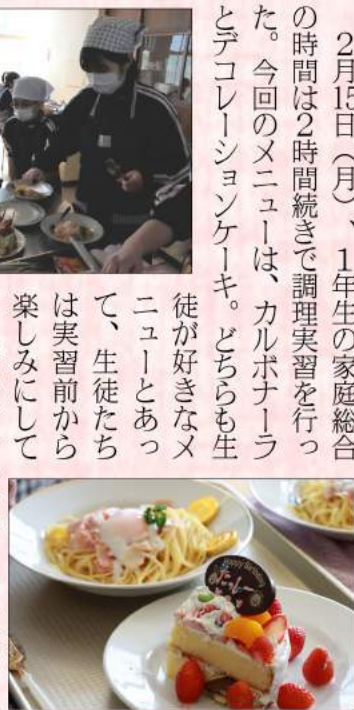 ２月15日（月）、１年生の家庭総合
の時間は２時間続きで調理実習を行っ
た。今回のメニューは、カルボナーラ
とデコレーションケーキ。どちらも生
徒が好きなメ
ニューとあっ
て、生徒たち
は実習前から
楽しみにして
Happy Birthday